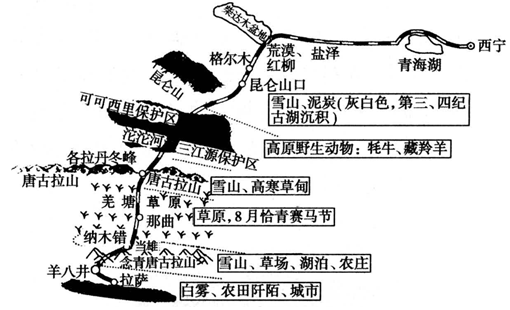 柴达木盆地
西宁
青海湖
格尔木
荒漠、盐泽
红柳
昆仑山口
昆仑山
雪山、泥炭(灰白色，第三、四纪
古湖沉积)
可可西里保护区
沱沱河
三江源保护区
高原野生动物：牦牛、藏羚羊
各拉丹冬峰
唐古拉山
唐古拉山
雪山、高寒草甸
羌塘草原
那曲
草原，8月恰青赛马节
纳木错
当雄
念青唐古拉山
雪山、草场、湖泊、农庄
羊八井
拉萨
白雾、农田阡陌、城市